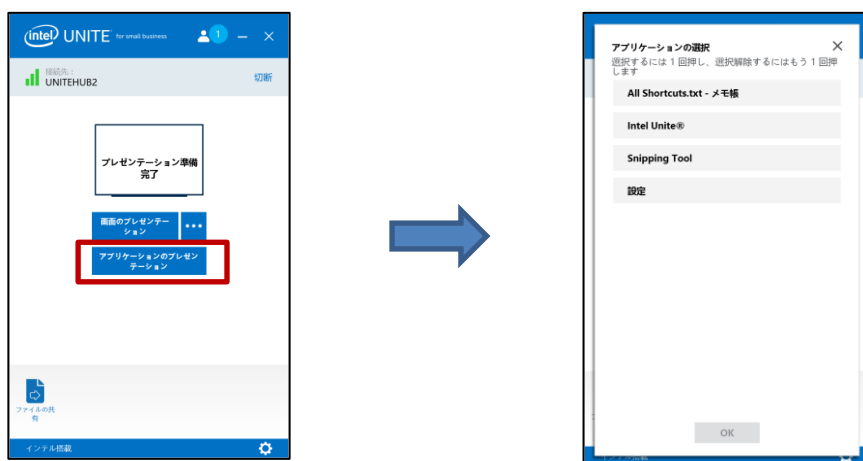 intel UNITE for small business 1
接続先 :
UNITEHUB2
切断
プレゼンテーション準備
完了
画面のプレゼンテー
ション
アプリケーションのプレゼン
テーション
ファイルの共
有
インテル搭載
アプリケーションの選択
選択するには 1 回押し、選択解除するにはもう 1 回押
します
All Shortcuts.txt - メモ帳
Intel Unite®
Snipping Tool
設定
OK